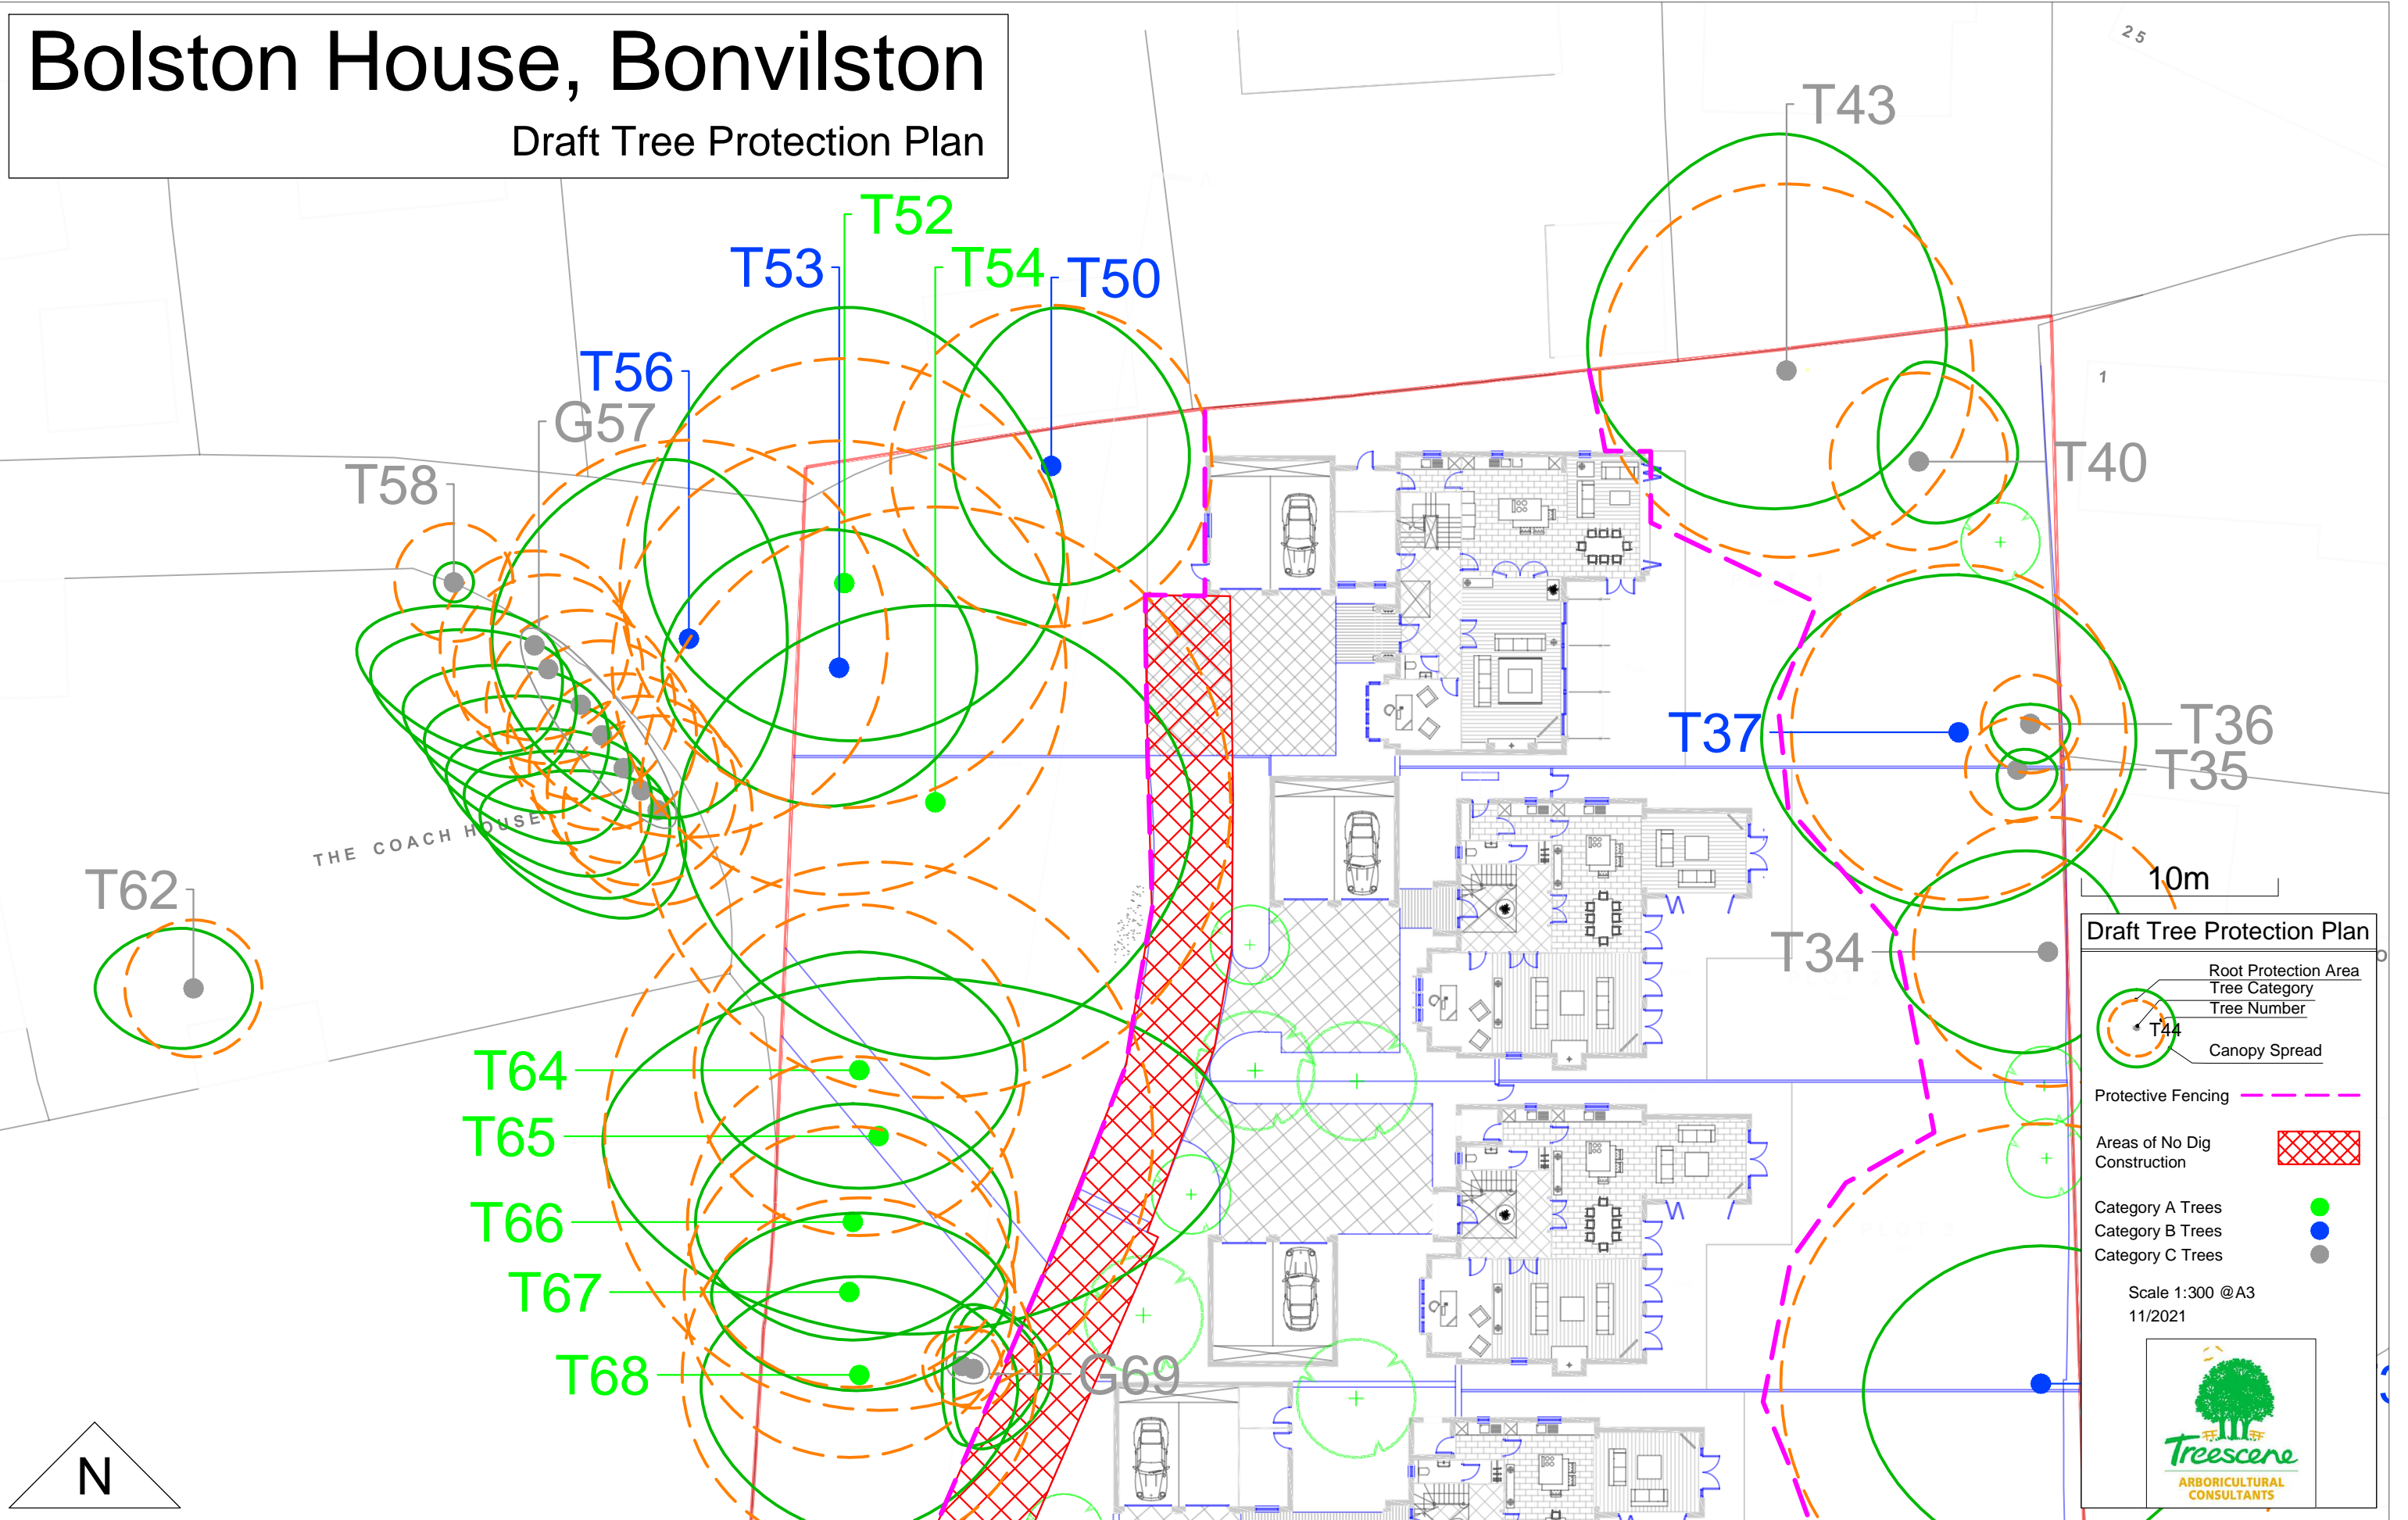 Bolston House, Bonvilston
Draft Tree Protection Plan
25
T43
T52
T53
T54
T50
T56
G57
T58
1
T40
T37
T36
T35
THE COACH HOUSE
T62
T34
10m
T64
T65
T66
T67
T68
G69
N
Draft Tree Protection Plan
Root Protection Area
Tree Category
Tree Number
T44
Canopy Spread
Protective Fencing
Areas of No Dig
Construction
Category A Trees
Category B Trees
Category C Trees
Scale 1:300 @A3
11/2021
Treescene
ARBORICULTURAL
CONSULTANTS